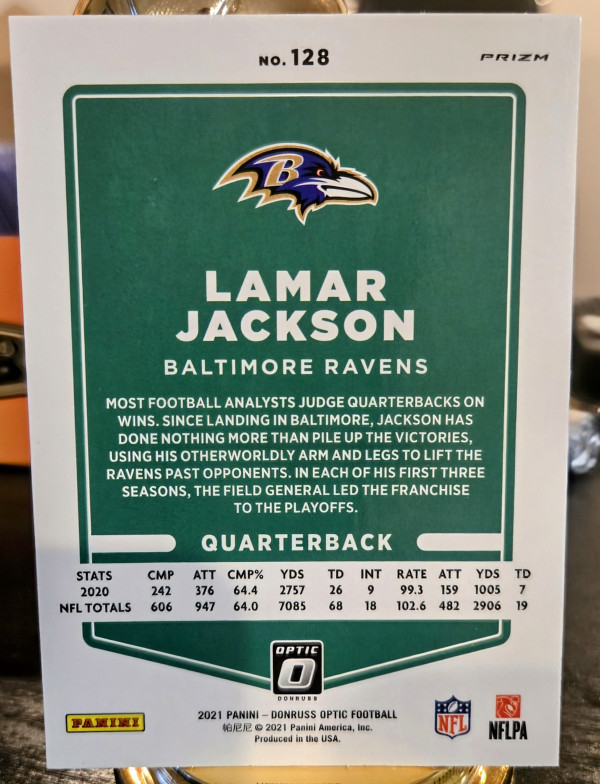 NO. 128
PRIZM
B
LAMAR
JACKSON
BALTIMORE RAVENS
MOST FOOTBALL ANALYSTS JUDGE QUARTERBACKS ON
WINS. SINCE LANDING IN BALTIMORE, JACKSON HAS
DONE NOTHING MORE THAN PILE UP THE VICTORIES,
USING HIS OTHERWORLDLY ARM AND LEGS TO LIFT THE
RAVENS PAST OPPONENTS. IN EACH OF HIS FIRST THREE
SEASONS, THE FIELD GENERAL LED THE FRANCHISE
TO THE PLAYOFFS.
QUARTERBACK
STATS CMP ATT CMP% YDS TD INT RATE ATT YDS TD
2020 242 376 64.4 2757 26 9 99.3 159 1005 7
NFL TOTALS 606 947 64.0 7085 68 18 102.6 482 2906 19
OPTIC
O
DONRUSS
PANINI
2021 PANINI – DONRUSS OPTIC FOOTBALL
帕尼尼 © 2021 Panini America, Inc.
Produced in the USA.
NFL
NFLPA